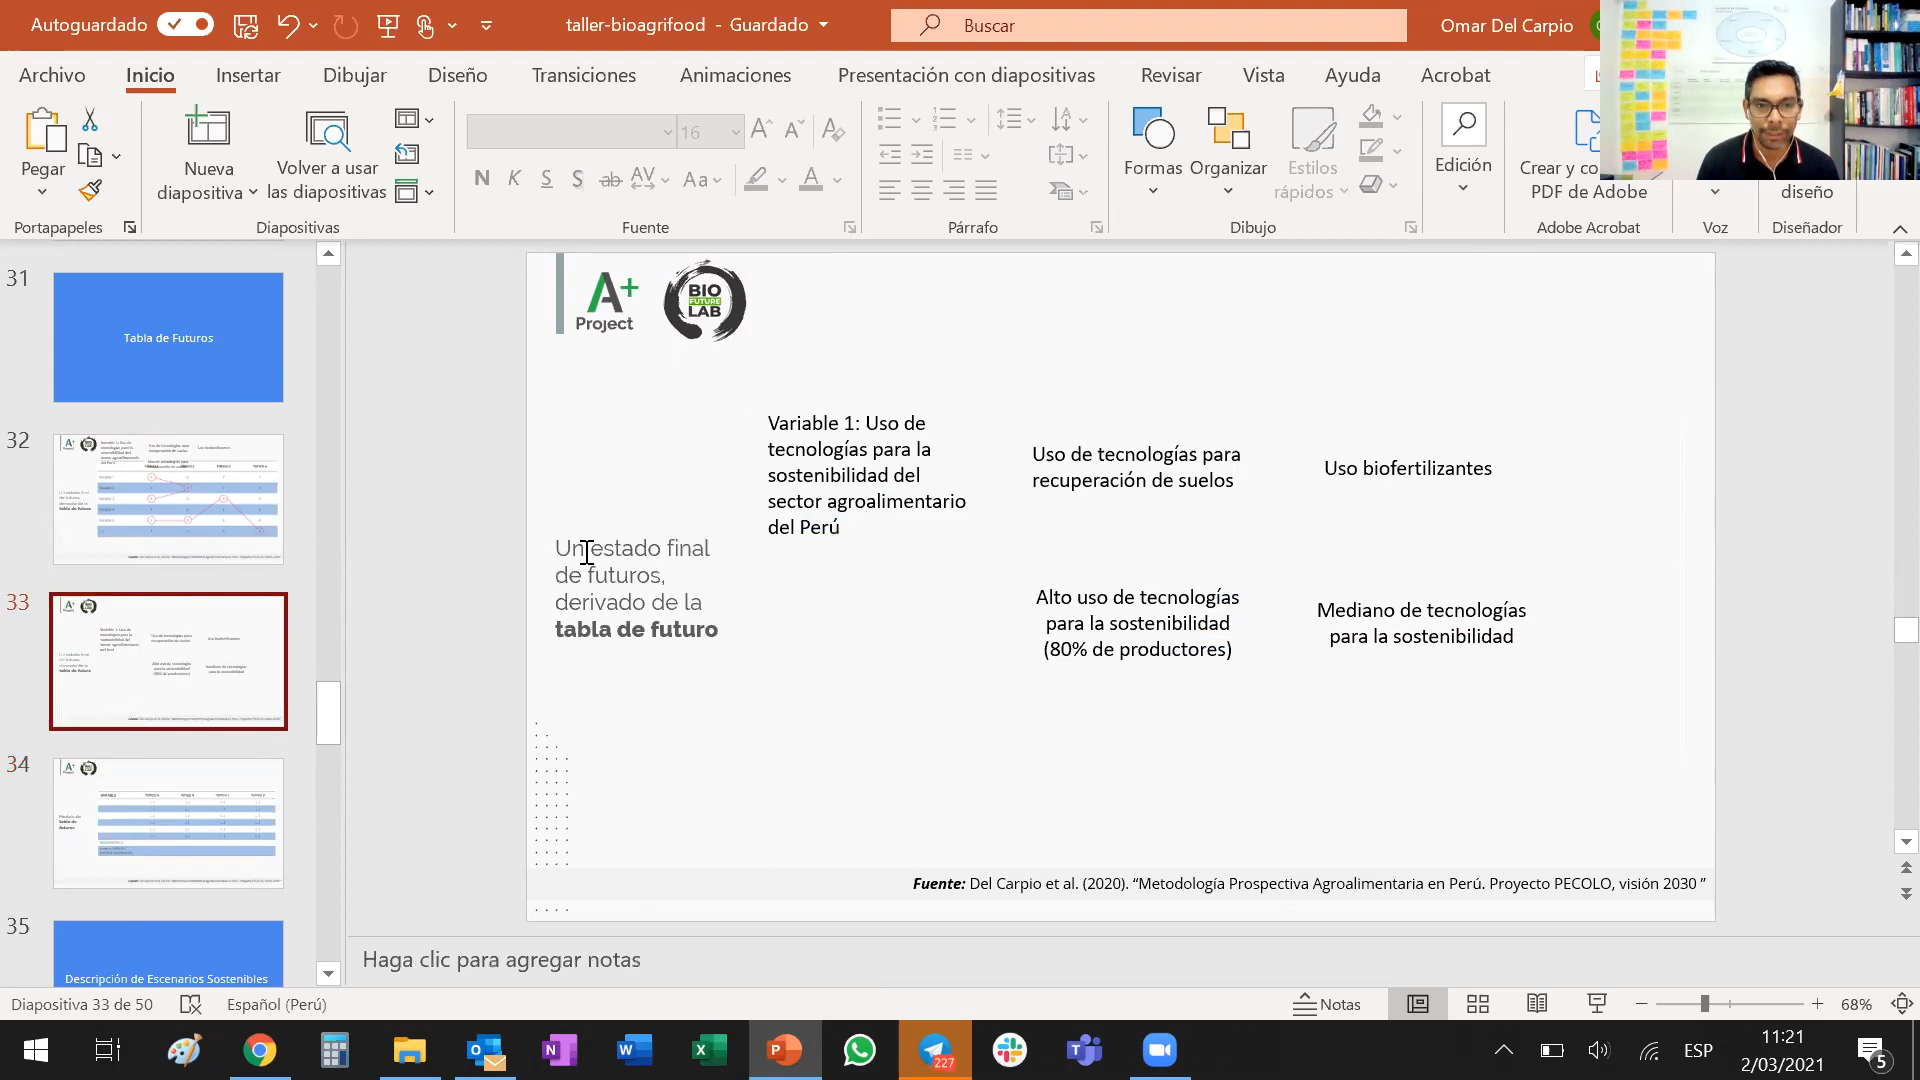 Autoguardado
taller-bioagrifood - Guardado
Buscar
Omar Del Carpio
Archivo Inicio Insertar Dibujar Diseño Transiciones Animaciones Presentación con diapositivas Revisar Vista Ayuda Acrobat
Pegar
Nueva diapositiva
Volver a usar las diapositivas
16
N K S S ab AV Aa A
Formas
Organizar
Estilos rápidos
Edición
Crear y co
PDF de Adobe
diseño
Portapapeles Diapositivas Fuente Párrafo Dibujo Adobe Acrobat Voz Diseñador
31
Tabla de Futuros
32
33
34
35
Descripción de Escenarios Sostenibles
A+
Project
BIO
FUTURE
LAB
Un estado final
de futuros,
derivado de la
tabla de futuro
Variable 1: Uso de
tecnologías para la
sostenibilidad del
sector agroalimentario
del Perú
Uso de tecnologías para
recuperación de suelos
Uso biofertilizantes
Alto uso de tecnologías
para la sostenibilidad
(80% de productores)
Mediano de tecnologías
para la sostenibilidad
Fuente: Del Carpio et al. (2020). “Metodología Prospectiva Agroalimentaria en Perú. Proyecto PECOLO, visión 2030 ”
Haga clic para agregar notas
Diapositiva 33 de 50
Español (Perú)
Notas
68%
227
ESP
11:21
2/03/2021
5